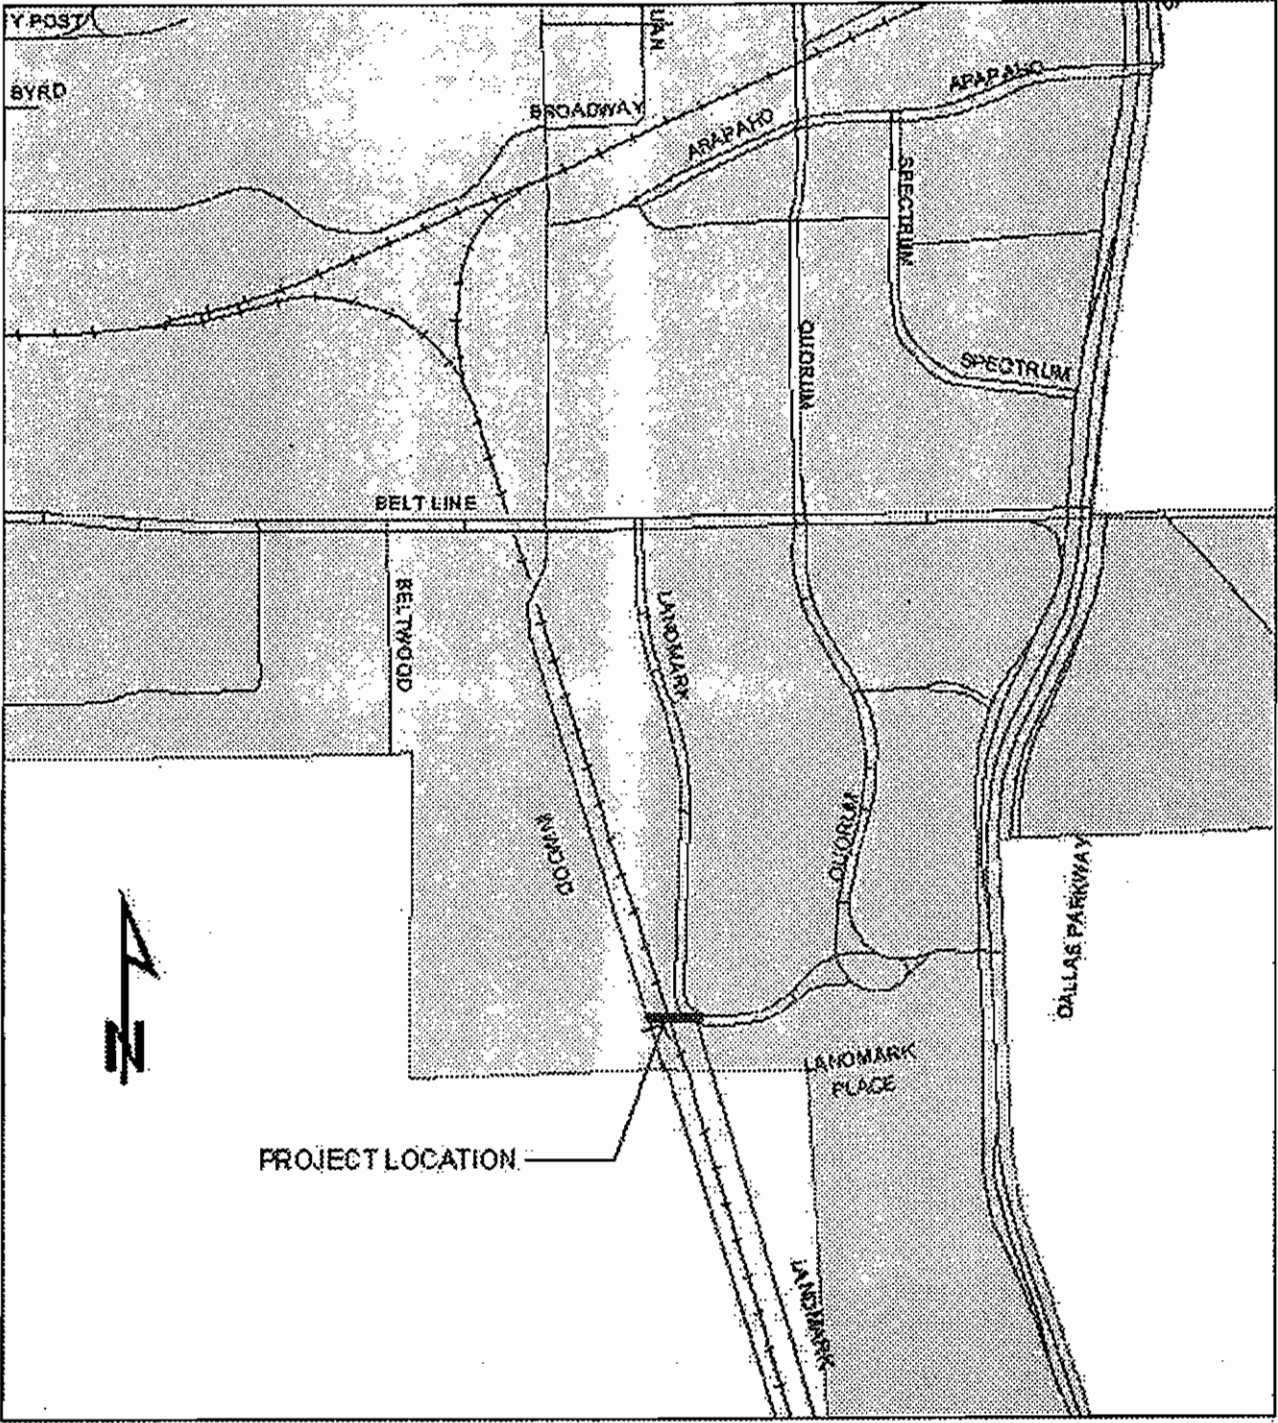 Y POST
BYRD
BROADWAY
ARAPAHO
ARAPAHO
SPECTRUM
QUORUM
SPECTRUM
BELT LINE
BELTWOOD
LANDMARK
MIDWAY
QUORUM
DALLAS PARKWAY
N
LANDMARK
PLACE
PROJECT LOCATION
LANDMARK